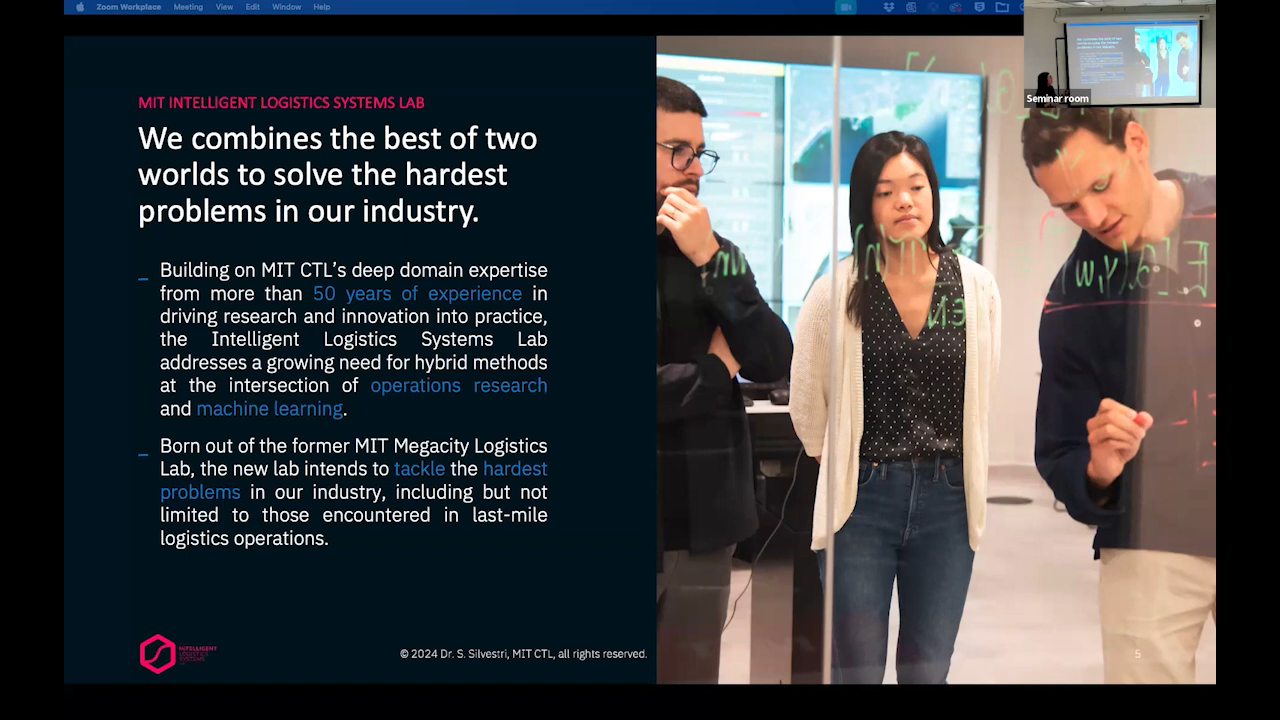 Zoom Workplace Meeting View Edit Window Help
Seminar room
MIT INTELLIGENT LOGISTICS SYSTEMS LAB
We combines the best of two
worlds to solve the hardest
problems in our industry.
_ Building on MIT CTL's deep domain expertise
from more than 50 years of experience in
driving research and innovation into practice,
the Intelligent Logistics Systems Lab
addresses a growing need for hybrid methods
at the intersection of operations research
and machine learning.
_ Born out of the former MIT Megacity Logistics
Lab, the new lab intends to tackle the hardest
problems in our industry, including but not
limited to those encountered in last-mile
logistics operations.
INTELLIGENT
LOGISTICS
SYSTEMS
© 2024 Dr. S. Silvestri, MIT CTL, all rights reserved.
5